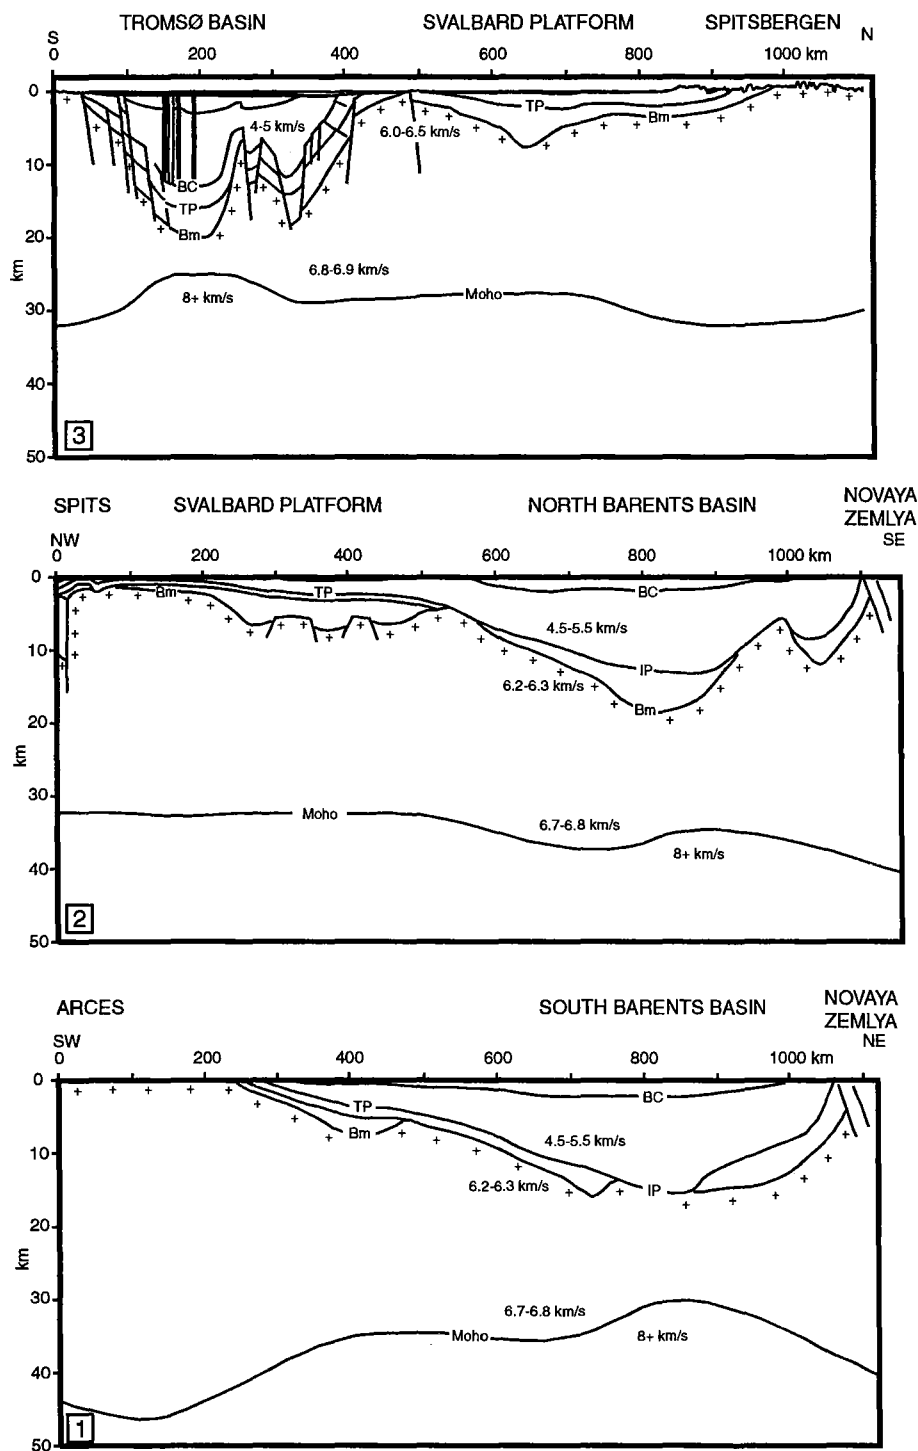 TROMSØ BASIN SVALBARD PLATFORM SPITSBERGEN
S N
0 200 400 600 800 1000 km
0
TP
Bm
4-5 km/s
6.0-6.5 km/s
10
BC
TP
Bm
20
km
6.8-6.9 km/s
8+ km/s
Moho
30
40
3
50
SPITS SVALBARD PLATFORM NORTH BARENTS BASIN NOVAYA
ZEMLYA
NW SE
0 200 400 600 800 1000 km
0
Bm TP BC
4.5-5.5 km/s
10
IP
6.2-6.3 km/s
Bm
20
km
30
Moho
6.7-6.8 km/s
8+ km/s
40
2
50
ARCES SOUTH BARENTS BASIN NOVAYA
ZEMLYA
SW NE
0 200 400 600 800 1000 km
0
BC
TP
Bm
4.5-5.5 km/s
10
6.2-6.3 km/s
IP
20
km
30
6.7-6.8 km/s
Moho
8+ km/s
40
1
50